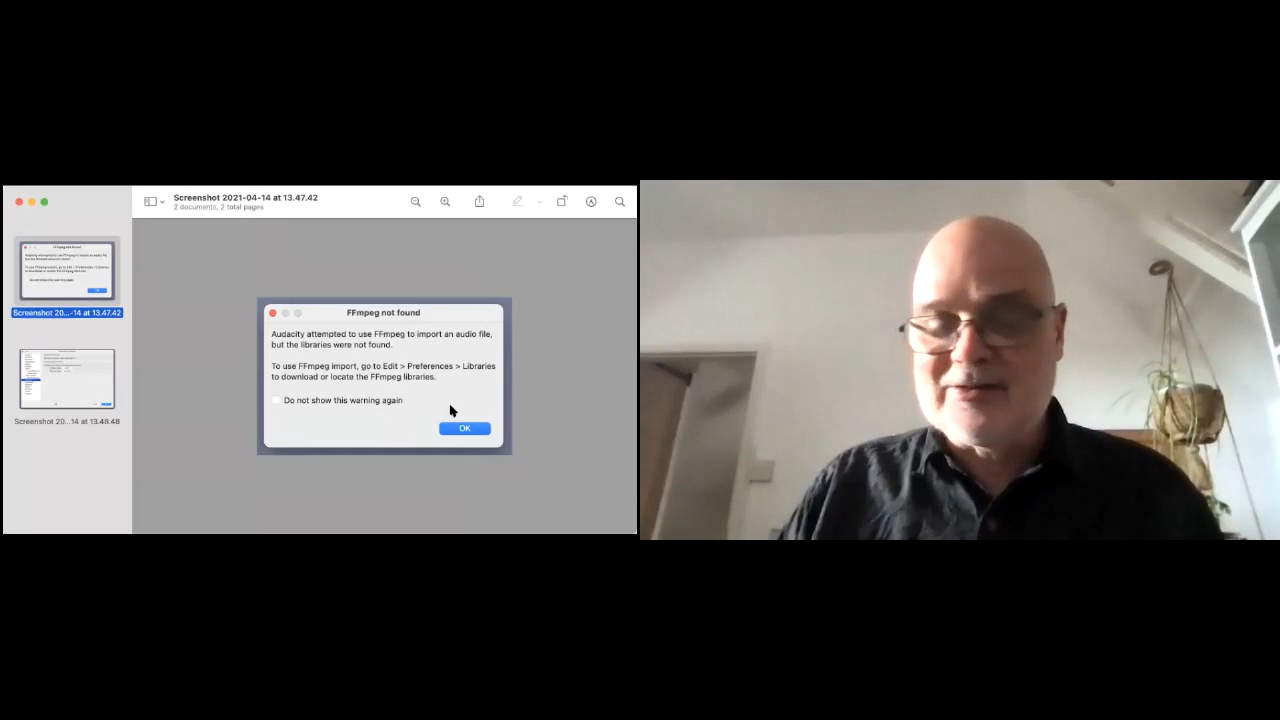 Screenshot 2021-04-14 at 13.47.42
2 documents, 2 total pages
FFmpeg not found
Screenshot 20...-14 at 13.47.42
Screenshot 20...14 at 13.48.48
FFmpeg not found
Audacity attempted to use FFmpeg to import an audio file,
but the libraries were not found.
To use FFmpeg import, go to Edit > Preferences > Libraries
to download or locate the FFmpeg libraries.
Do not show this warning again
OK